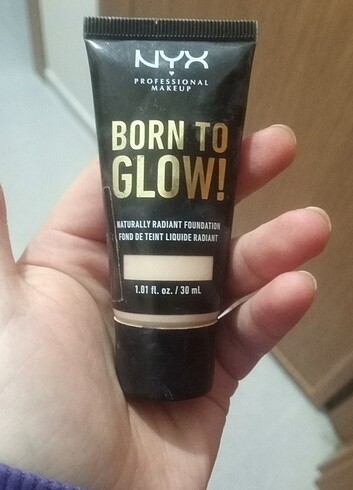 NYX
PROFESSIONAL
MAKEUP
BORN TO
GLOW!
NATURALLY RADIANT FOUNDATION
FOND DE TEINT LIQUIDE RADIANT
1.01 fl. oz. / 30 mL